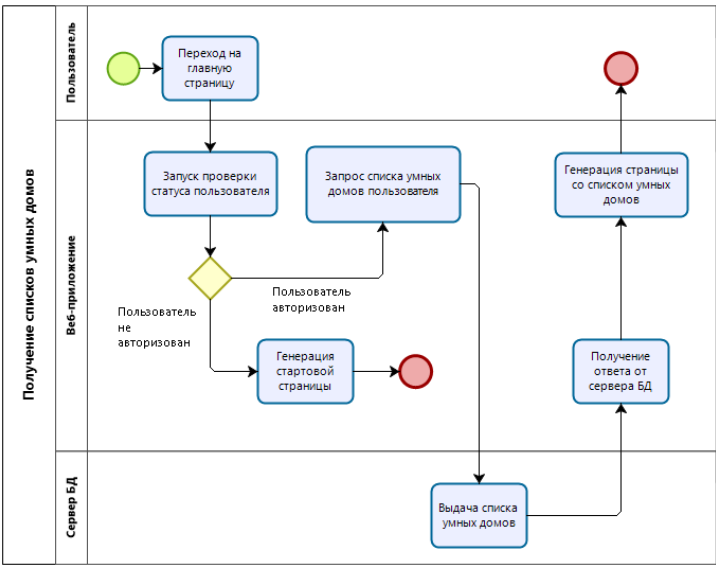 Получение списков умных домов
Пользователь
Переход на
главную
страницу
Веб-приложение
Запуск проверки
статуса пользователя
Запрос списка умных
домов пользователя
Генерация страницы
со списком умных
домов
Пользователь
авторизован
Пользователь
не
авторизован
Генерация
стартовой
страницы
Получение
ответа от
сервера БД
Сервер БД
Выдача списка
умных домов